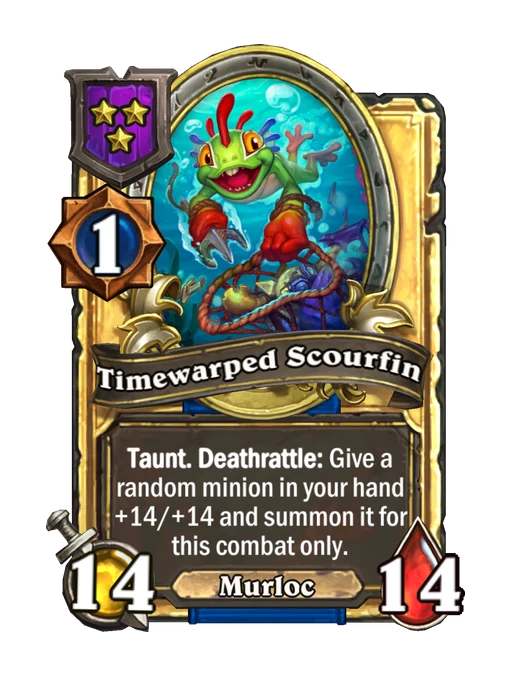 1
Timewarped Scourfin
Taunt. Deathrattle: Give a
random minion in your hand
+14/+14 and summon it for
this combat only.
14
Murloc
14